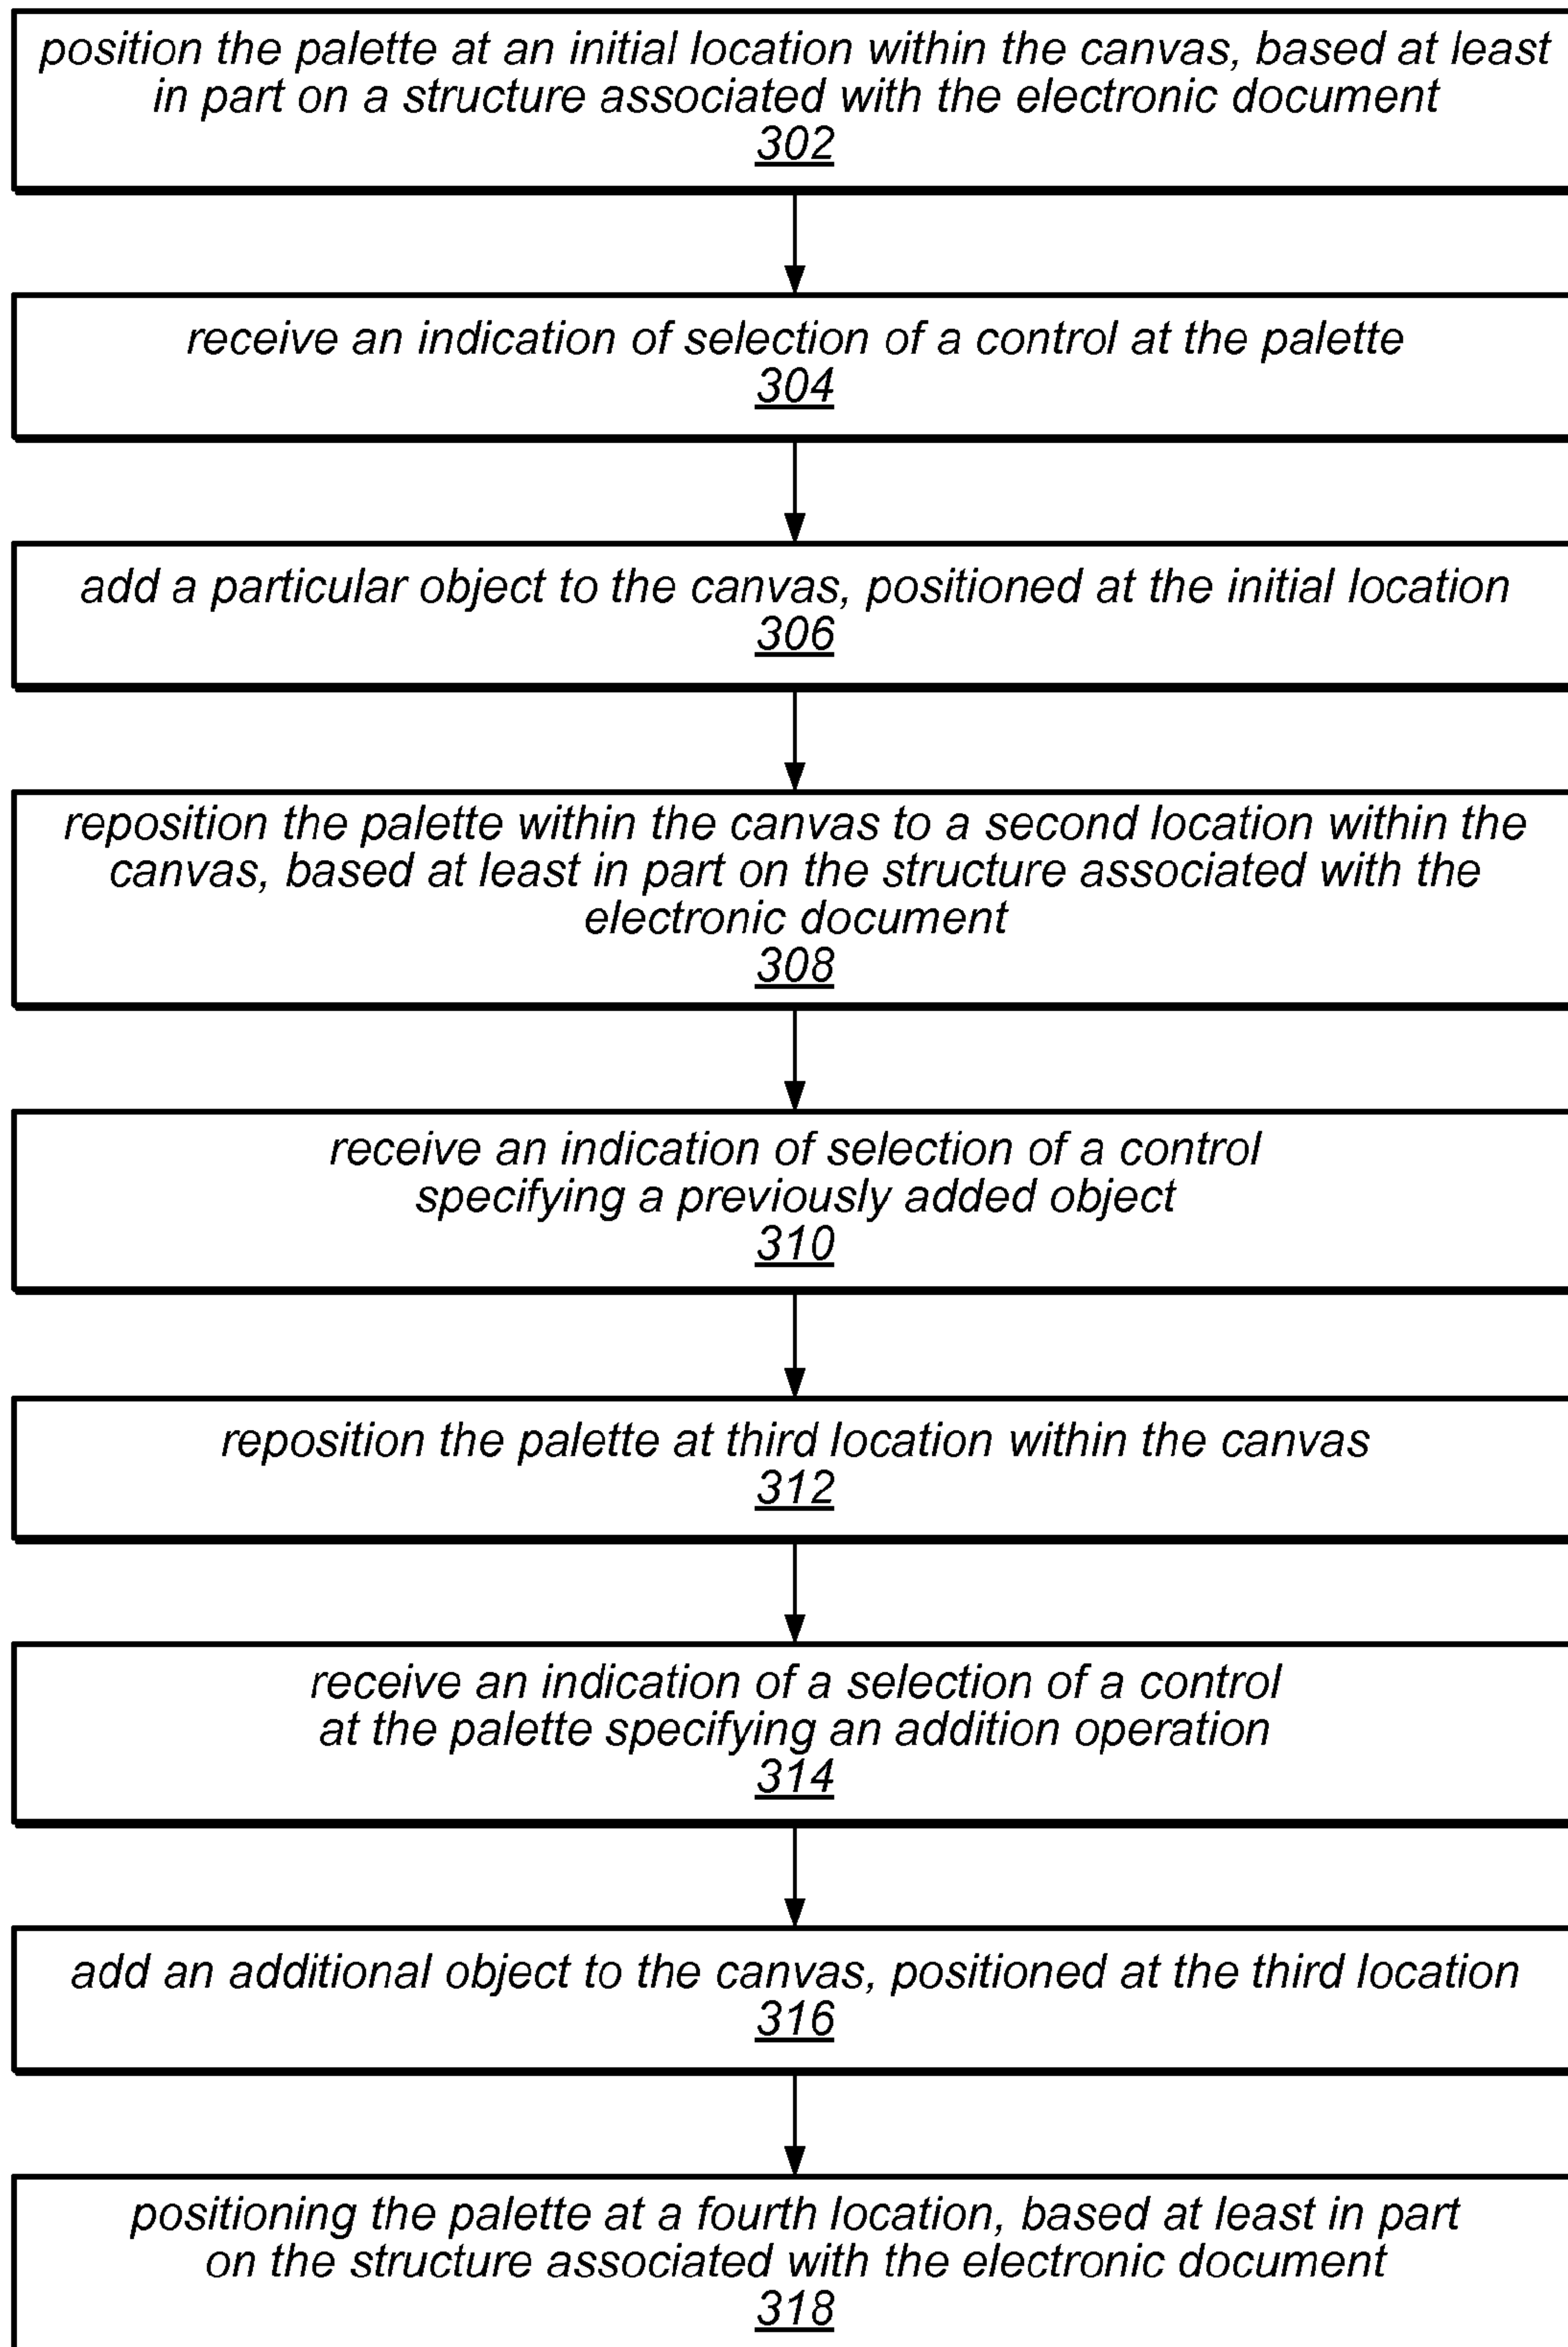 position the palette at an initial location within the canvas, based at least
in part on a structure associated with the electronic document
302
receive an indication of selection of a control at the palette
304
add a particular object to the canvas, positioned at the initial location
306
reposition the palette within the canvas to a second location within the
canvas, based at least in part on the structure associated with the
electronic document
308
receive an indication of selection of a control
specifying a previously added object
310
reposition the palette at third location within the canvas
312
receive an indication of a selection of a control
at the palette specifying an addition operation
314
add an additional object to the canvas, positioned at the third location
316
positioning the palette at a fourth location, based at least in part
on the structure associated with the electronic document
318